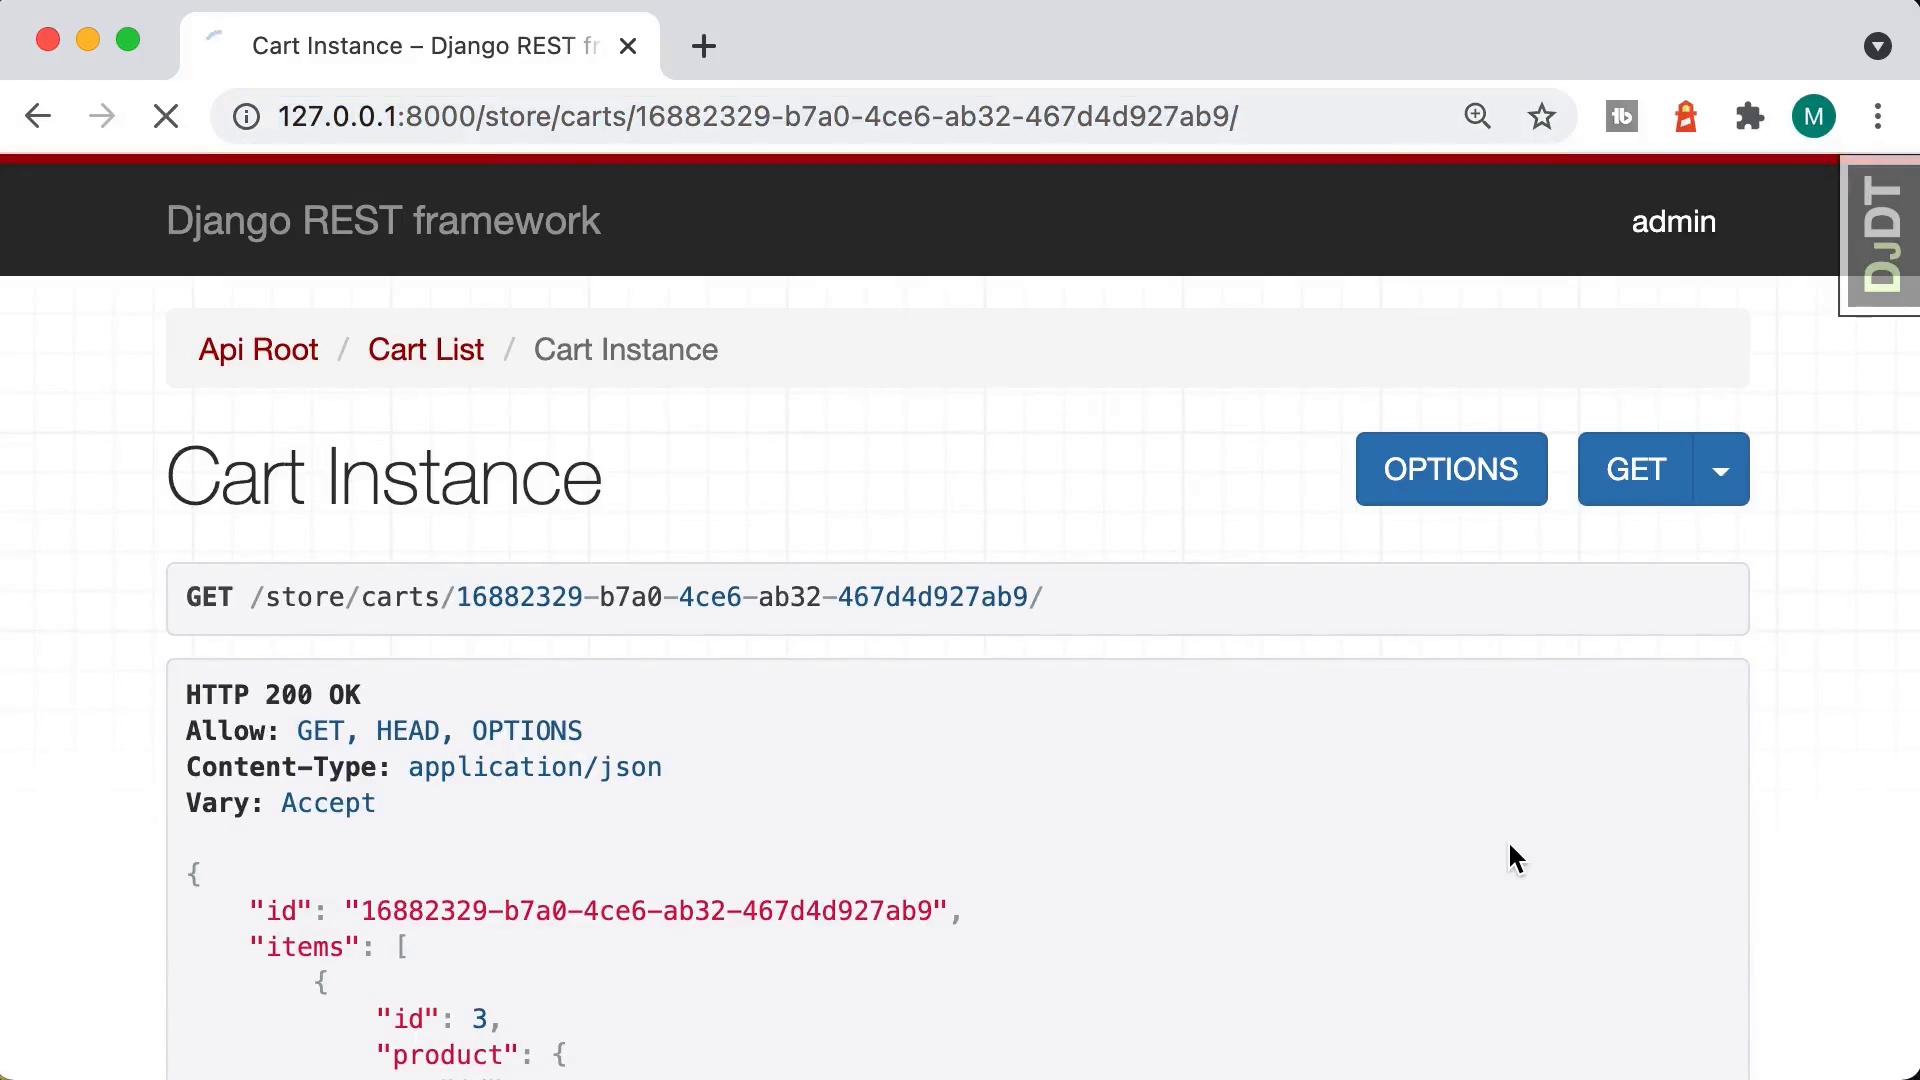 Cart Instance – Django REST fr
127.0.0.1:8000/store/carts/16882329-b7a0-4ce6-ab32-467d4d927ab9/
tb
M
Django REST framework
admin
DJDT
Api Root / Cart List / Cart Instance
Cart Instance
OPTIONS
GET
GET /store/carts/16882329-b7a0-4ce6-ab32-467d4d927ab9/
HTTP 200 OK
Allow: GET, HEAD, OPTIONS
Content-Type: application/json
Vary: Accept
{
"id": "16882329-b7a0-4ce6-ab32-467d4d927ab9",
"items": [
{
"id": 3,
"product": {